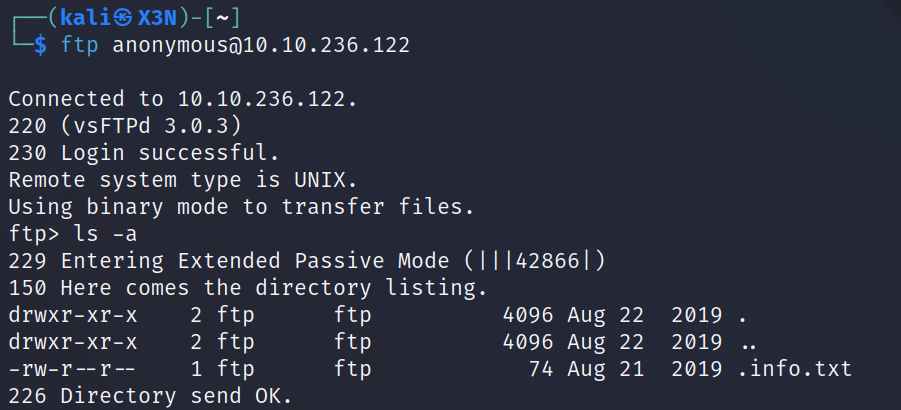 ┌──(kali㉿X3N)-[~]
└─$ ftp anonymous@10.10.236.122
Connected to 10.10.236.122.
220 (vsFTPd 3.0.3)
230 Login successful.
Remote system type is UNIX.
Using binary mode to transfer files.
ftp> ls -a
229 Entering Extended Passive Mode (|||42866|)
150 Here comes the directory listing.
drwxr-xr-x    2 ftp      ftp          4096 Aug 22  2019 .
drwxr-xr-x    2 ftp      ftp          4096 Aug 22  2019 ..
-rw-r--r--    1 ftp      ftp            74 Aug 21  2019 .info.txt
226 Directory send OK.